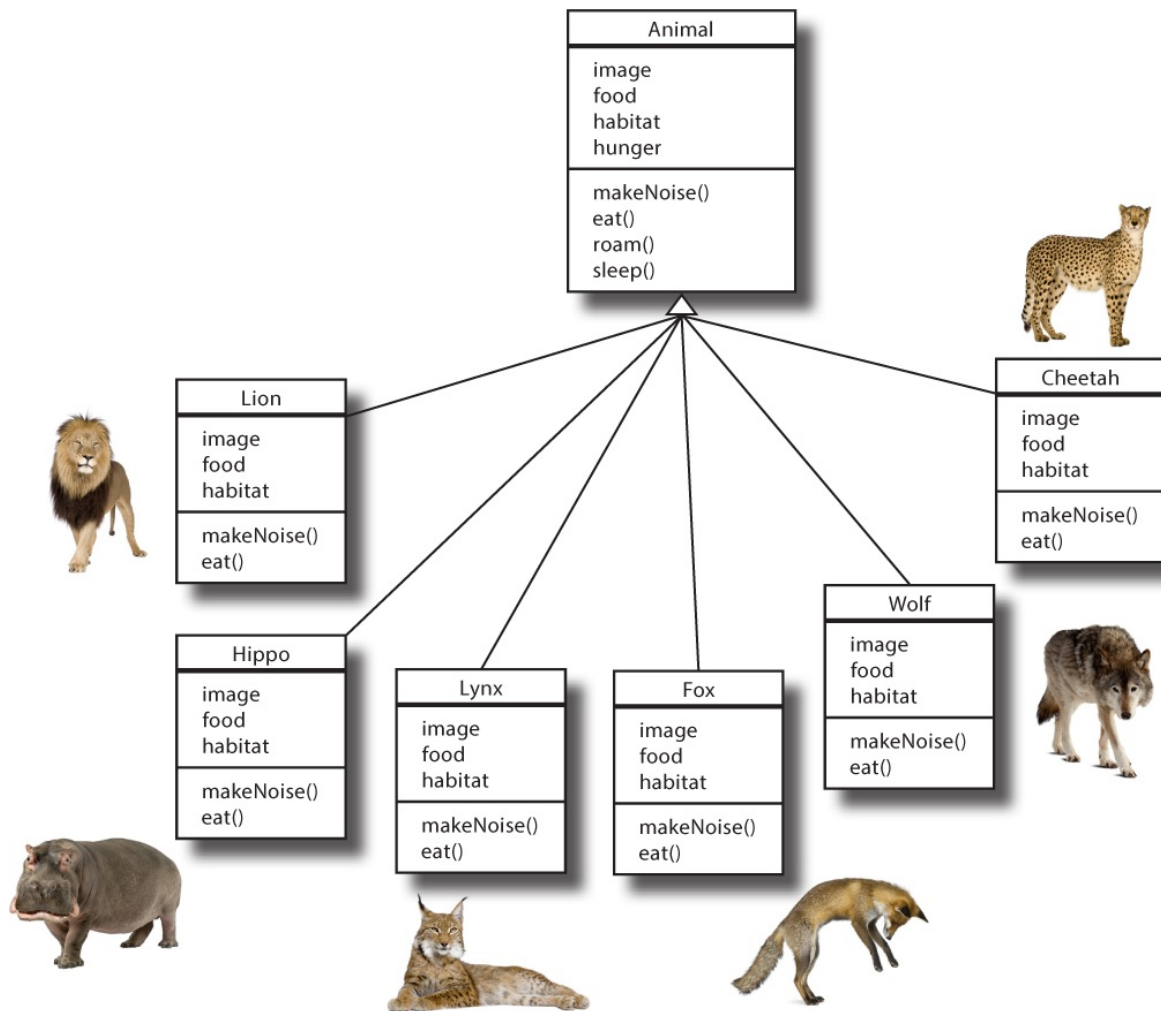 Animal
image
food
habitat
hunger
makeNoise()
eat()
roam()
sleep()
Lion
image
food
habitat
makeNoise()
eat()
Hippo
image
food
habitat
makeNoise()
eat()
Lynx
image
food
habitat
makeNoise()
eat()
Fox
image
food
habitat
makeNoise()
eat()
Wolf
image
food
habitat
makeNoise()
eat()
Cheetah
image
food
habitat
makeNoise()
eat()